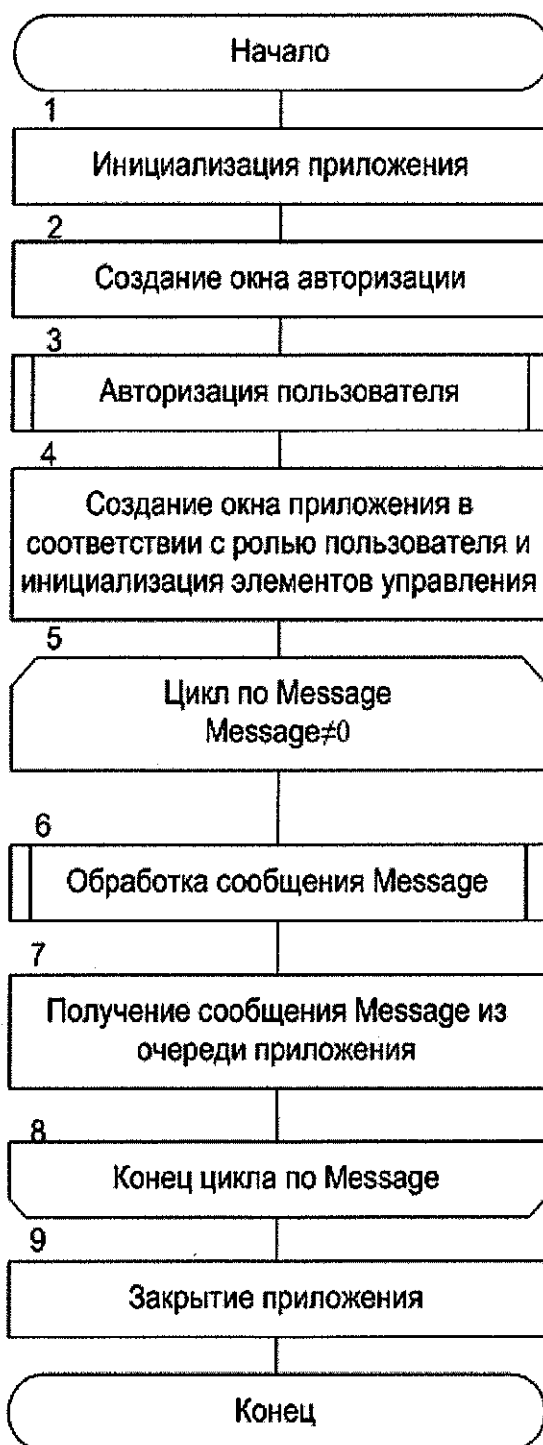 Начало
1
Инициализация приложения
2
Создание окна авторизации
3
Авторизация пользователя
4
Создание окна приложения в
соответствии с ролью пользователя и
инициализация элементов управления
5
Цикл по Message
Message≠0
6
Обработка сообщения Message
7
Получение сообщения Message из
очереди приложения
8
Конец цикла по Message
9
Закрытие приложения
Конец